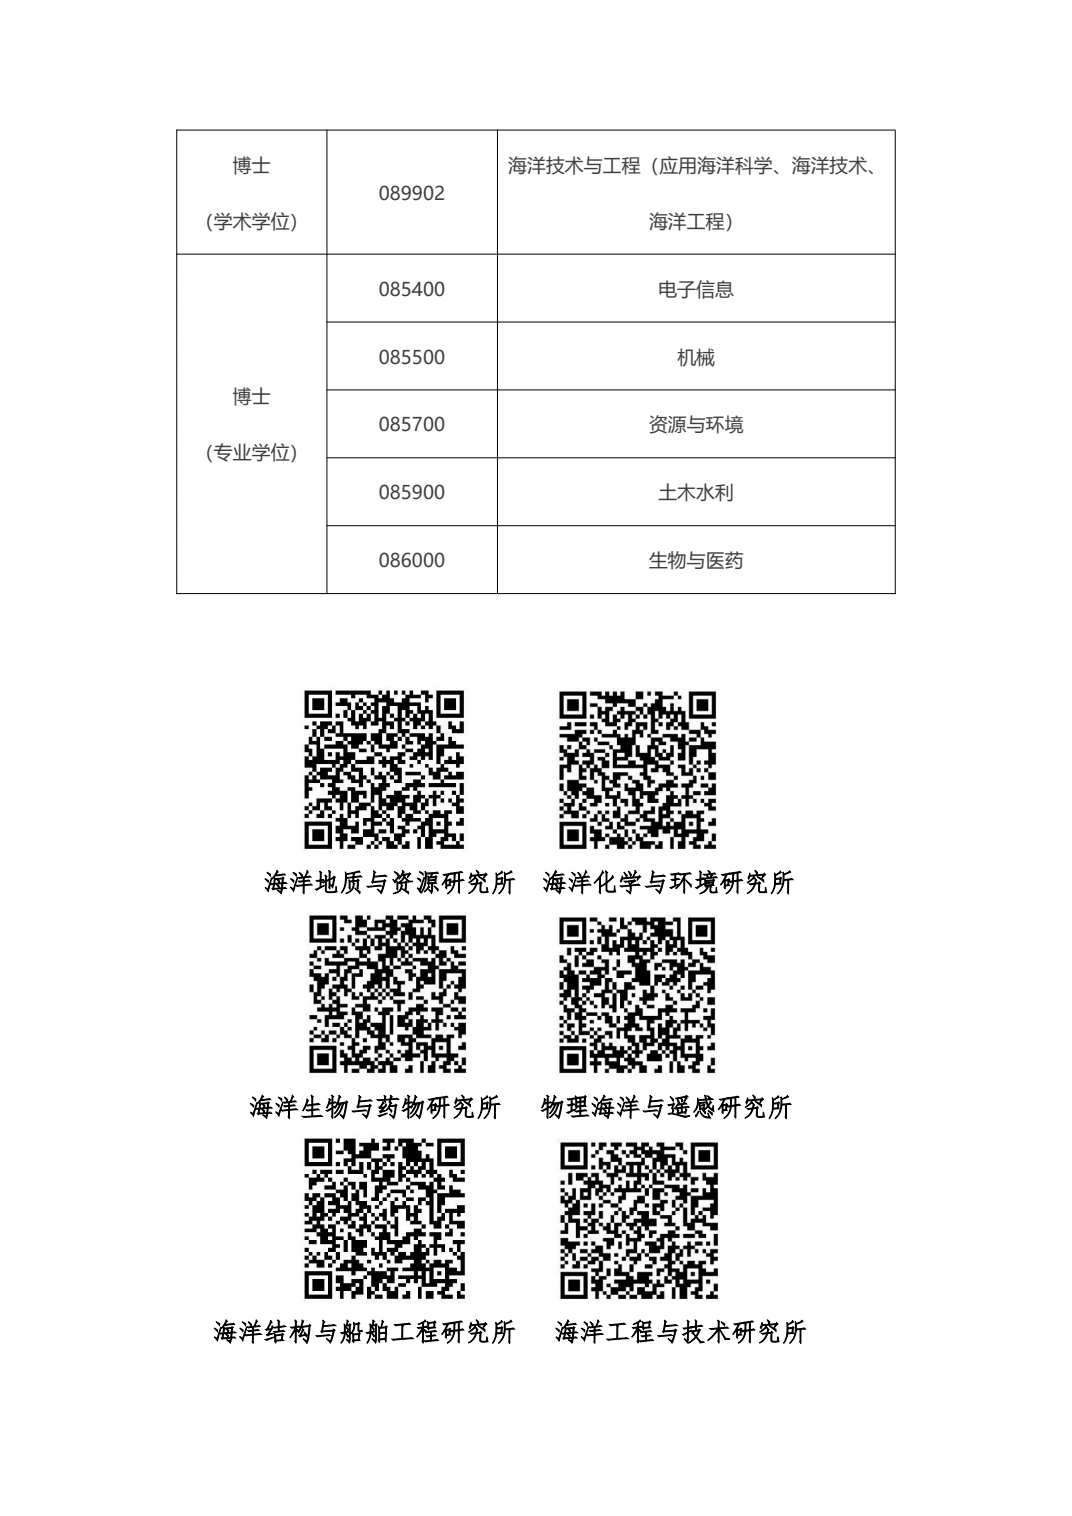 博士
（学术学位）
089902
海洋技术与工程（应用海洋科学、海洋技术、
海洋工程）
博士
（专业学位）
085400
电子信息
085500
机械
085700
资源与环境
085900
土木水利
086000
生物与医药
海洋地质与资源研究所 海洋化学与环境研究所
海洋生物与药物研究所 物理海洋与遥感研究所
海洋结构与船舶工程研究所 海洋工程与技术研究所